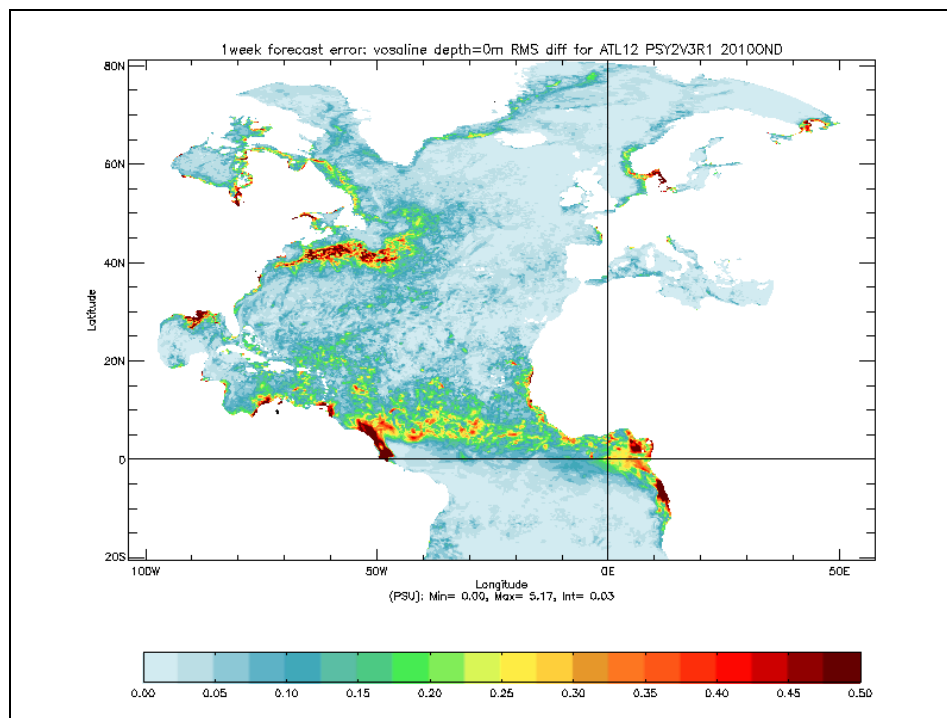 1week forecast error: vosaline depth=0m RMS diff for ATL12 PSY2V3R1 2010OND
80N
60N
40N
20N
0
20S
Latitude
100W 50W 0E 50E
Longitude
(PSU): Min= 0.00, Max= 5.17, Int= 0.03
0.00 0.05 0.10 0.15 0.20 0.25 0.30 0.35 0.40 0.45 0.50